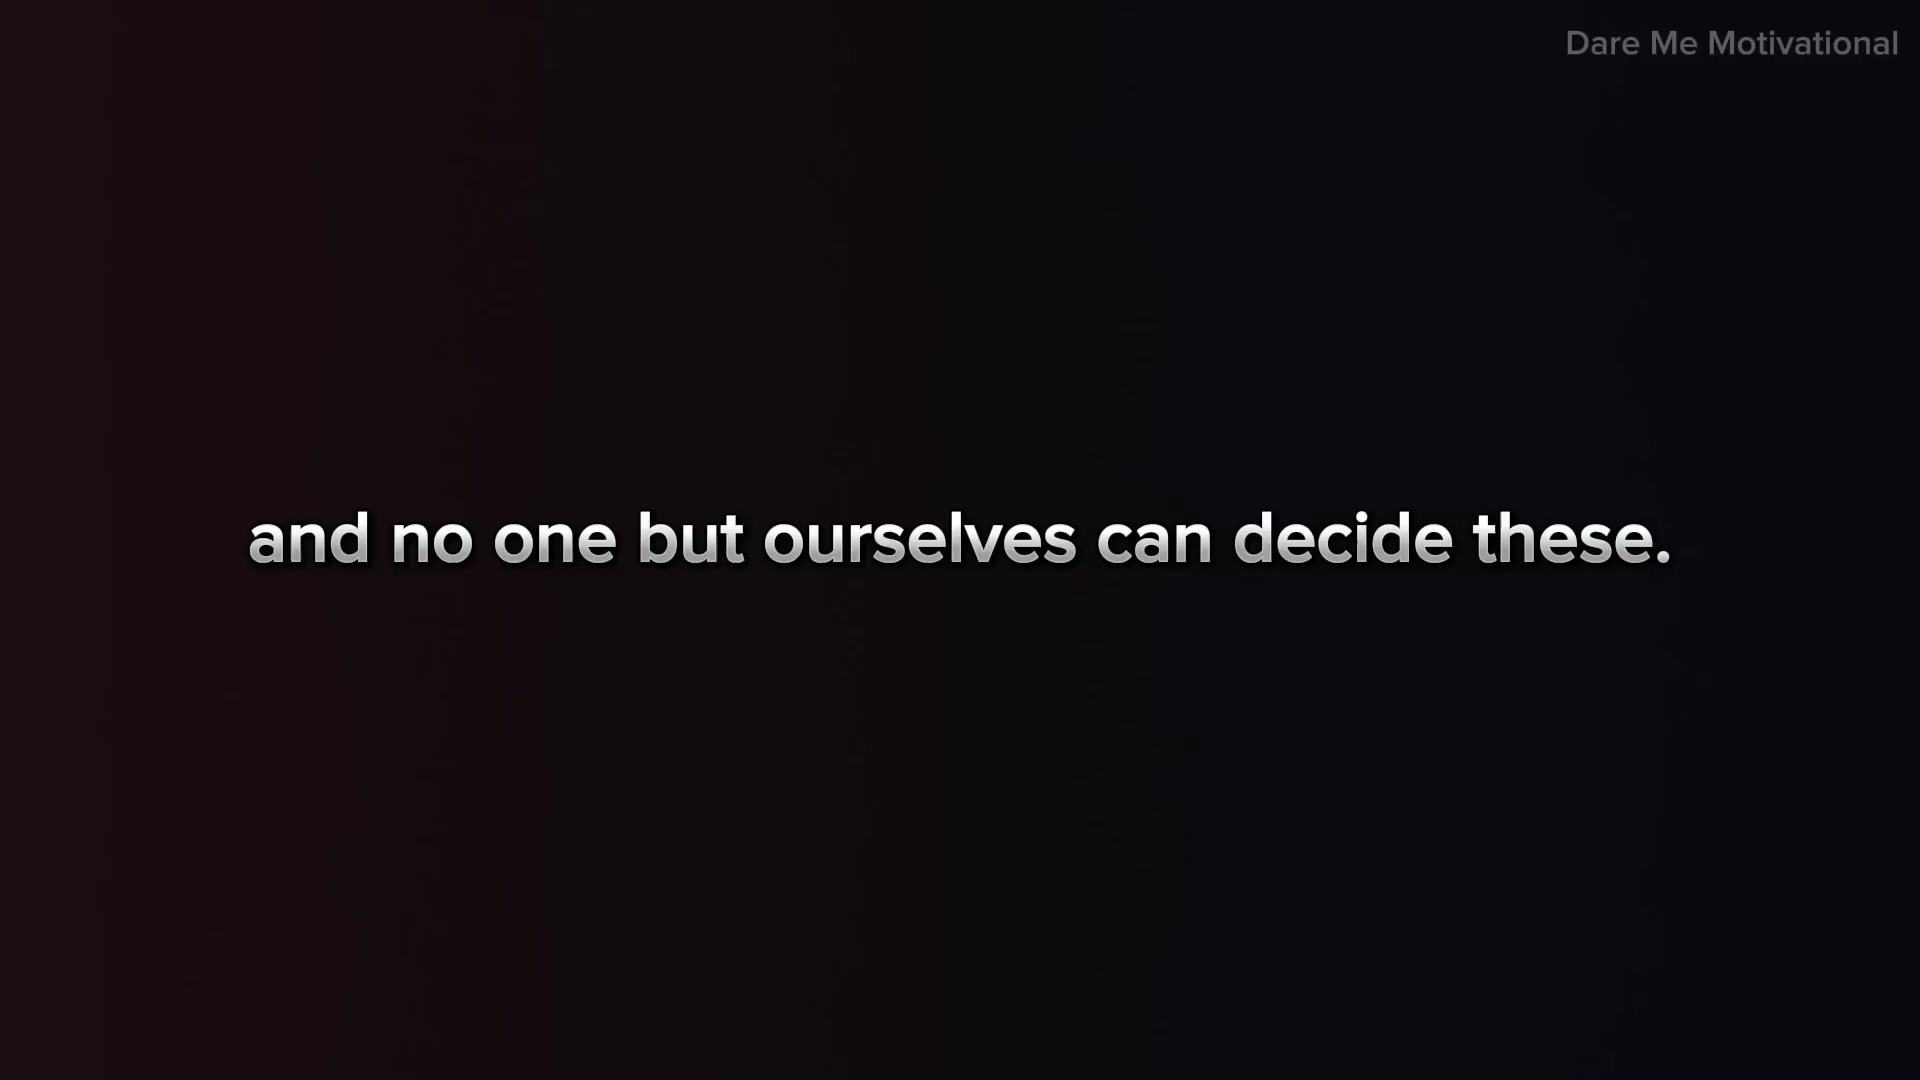 Dare Me Motivational
and no one but ourselves can decide these.